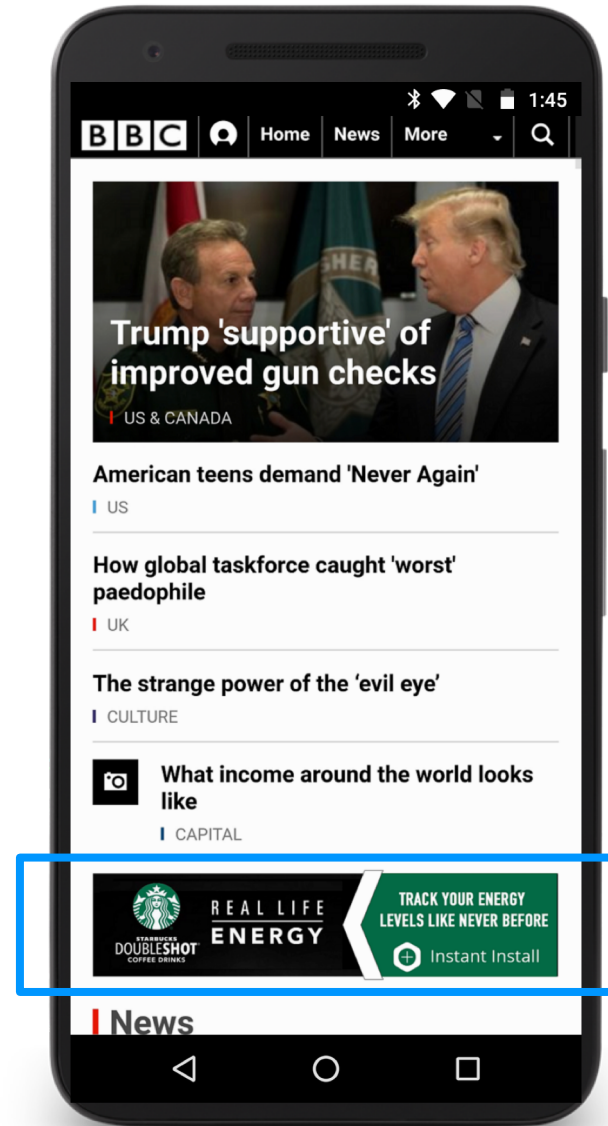 1:45
BBC Home News More
SHER
Trump 'supportive' of
improved gun checks
US & CANADA
American teens demand 'Never Again'
US
How global taskforce caught 'worst'
paedophile
UK
The strange power of the ‘evil eye’
CULTURE
What income around the world looks
like
CAPITAL
STARBUCKS
DOUBLESHOT
COFFEE DRINKS
REAL LIFE
ENERGY
TRACK YOUR ENERGY
LEVELS LIKE NEVER BEFORE
Instant Install
News